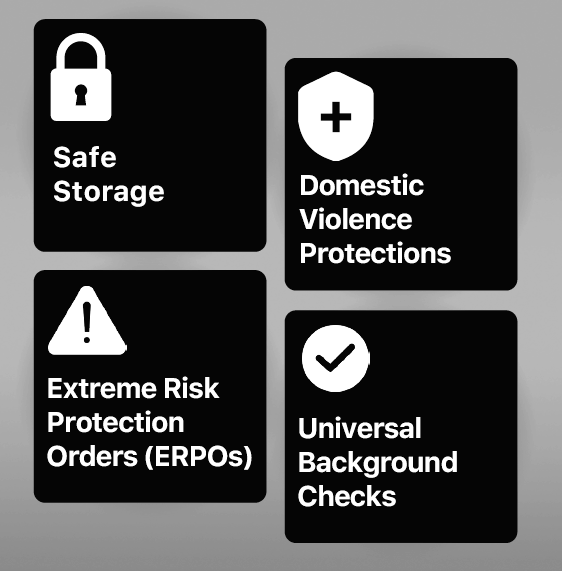 Safe
Storage
Domestic
Violence
Protections
Extreme Risk
Protection
Orders (ERPOs)
Universal
Background
Checks